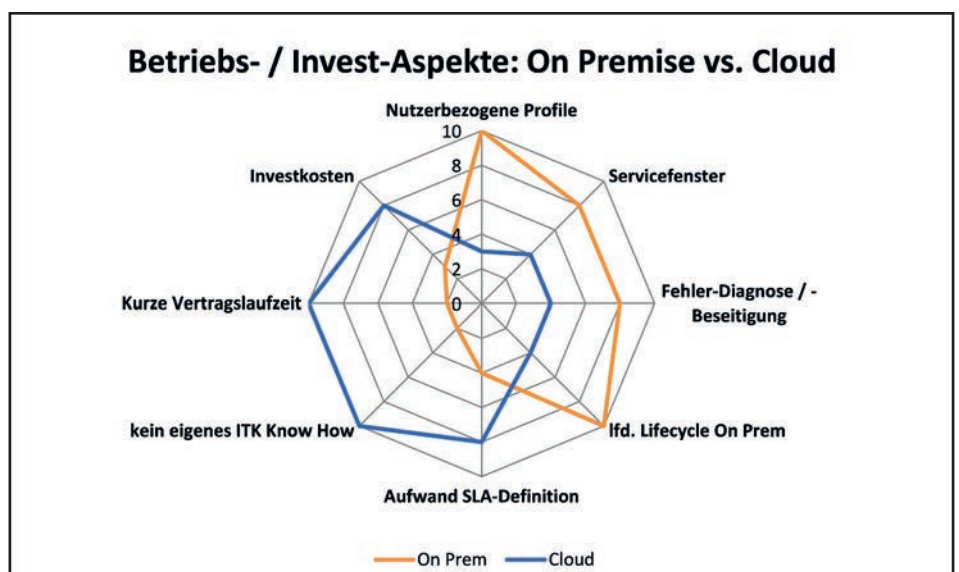 Betriebs- / Invest-Aspekte: On Premise vs. Cloud
Nutzerbezogene Profile
10
Investkosten
8
Servicefenster
6
4
2
Kurze Vertragslaufzeit
0
Fehler-Diagnose / -
Beseitigung
kein eigenes ITK Know How
lfd. Lifecycle On Prem
Aufwand SLA-Definition
On Prem
Cloud